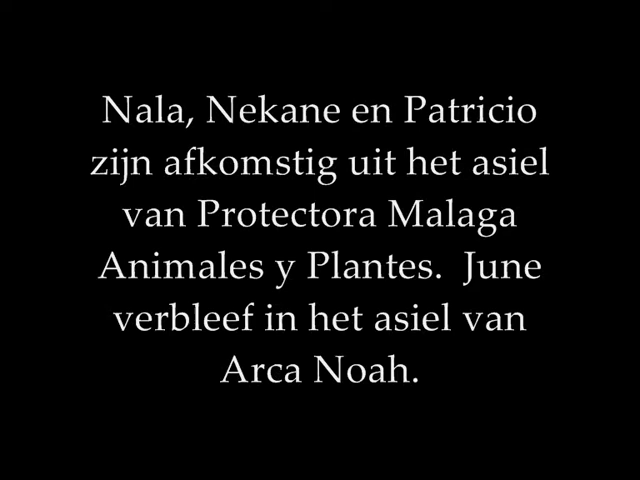 Nala, Nekane en Patricio
zijn afkomstig uit het asiel
van Protectora Malaga
Animales y Plantes.  June
verbleef in het asiel van
Arca Noah.